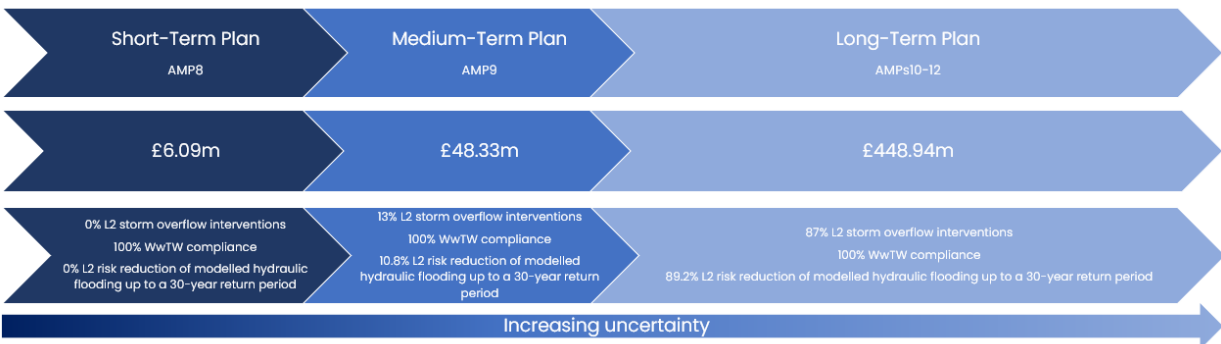 Short-Term Plan
AMP8
Medium-Term Plan
AMP9
Long-Term Plan
AMPs10-12
£6.09m
£48.33m
£448.94m
0% L2 storm overflow interventions
100% WwTW compliance
0% L2 risk reduction of modelled hydraulic
flooding up to a 30-year return period
13% L2 storm overflow interventions
100% WwTW compliance
10.8% L2 risk reduction of modelled
hydraulic flooding up to a 30-year return
period
87% L2 storm overflow interventions
100% WwTW compliance
89.2% L2 risk reduction of modelled hydraulic flooding up to a 30-year return period
Increasing uncertainty